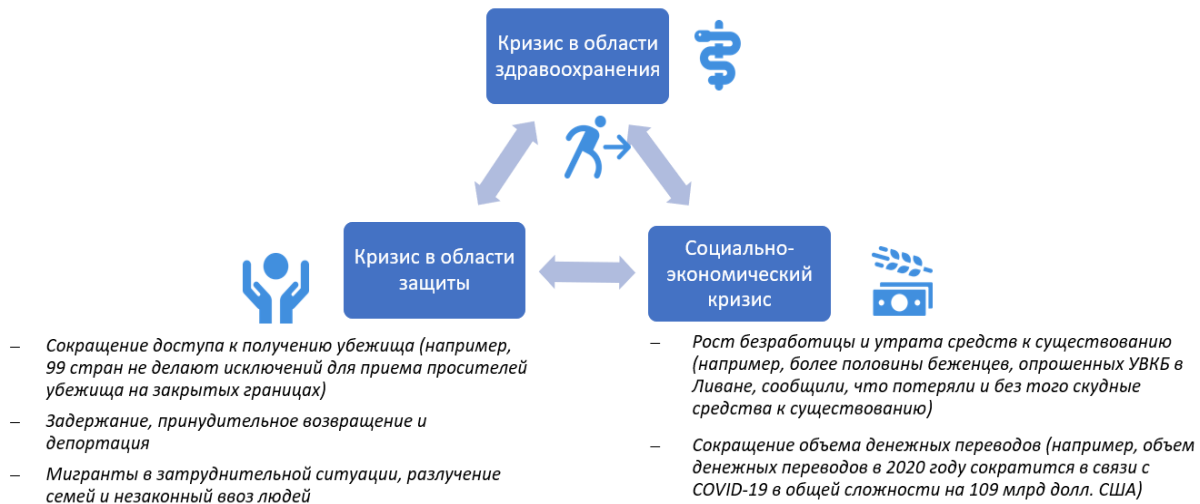 Кризис в области
здравоохранения
Кризис в области
защиты
Социально-
экономический
кризис
– Сокращение доступа к получению убежища (например,
99 стран не делают исключений для приема просителей
убежища на закрытых границах)
– Задержание, принудительное возвращение и
депортация
– Мигранты в затруднительной ситуации, разлучение
семей и незаконный ввоз людей
– Рост безработицы и утрата средств к существованию
(например, более половины беженцев, опрошенных УВКБ в
Ливане, сообщили, что потеряли и без того скудные
средства к существованию)
– Сокращение объема денежных переводов (например, объем
денежных переводов в 2020 году сократится в связи с
COVID-19 в общей сложности на 109 млрд долл. США)